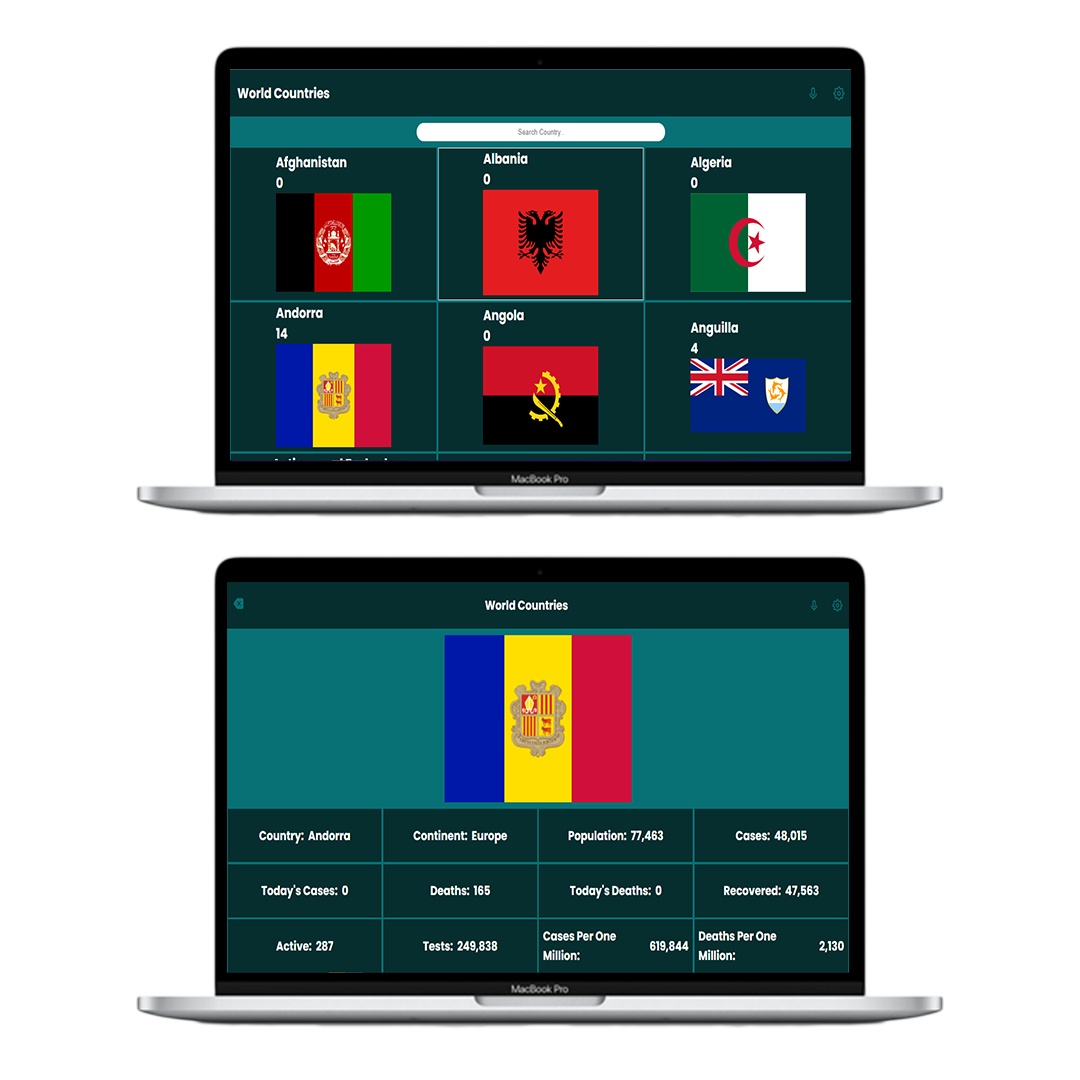 World Countries
Search Country..
Afghanistan
0
Albania
0
Algeria
0
Andorra
14
Angola
0
Anguilla
4
MacBook Pro
World Countries
Country: Andorra
Continent: Europe
Population: 77,463
Cases: 48,015
Today's Cases: 0
Deaths: 165
Today's Deaths: 0
Recovered: 47,563
Active: 287
Tests: 249,838
Cases Per One
Million:
619,844
Deaths Per One
Million:
2,130
MacBook Pro